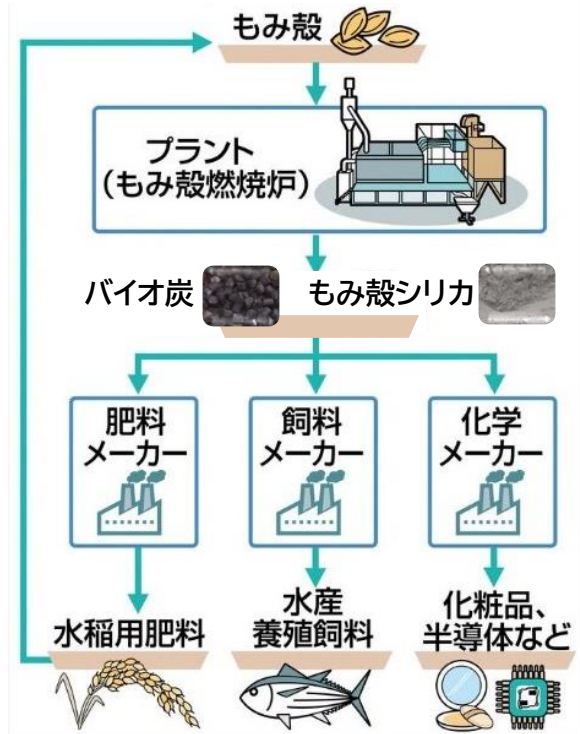 もみ殻
プラント
(もみ殻燃焼炉)
バイオ炭
もみ殻シリカ
肥料
メーカー
飼料
メーカー
化学
メーカー
水稲用肥料
水産
養殖飼料
化粧品、
半導体など